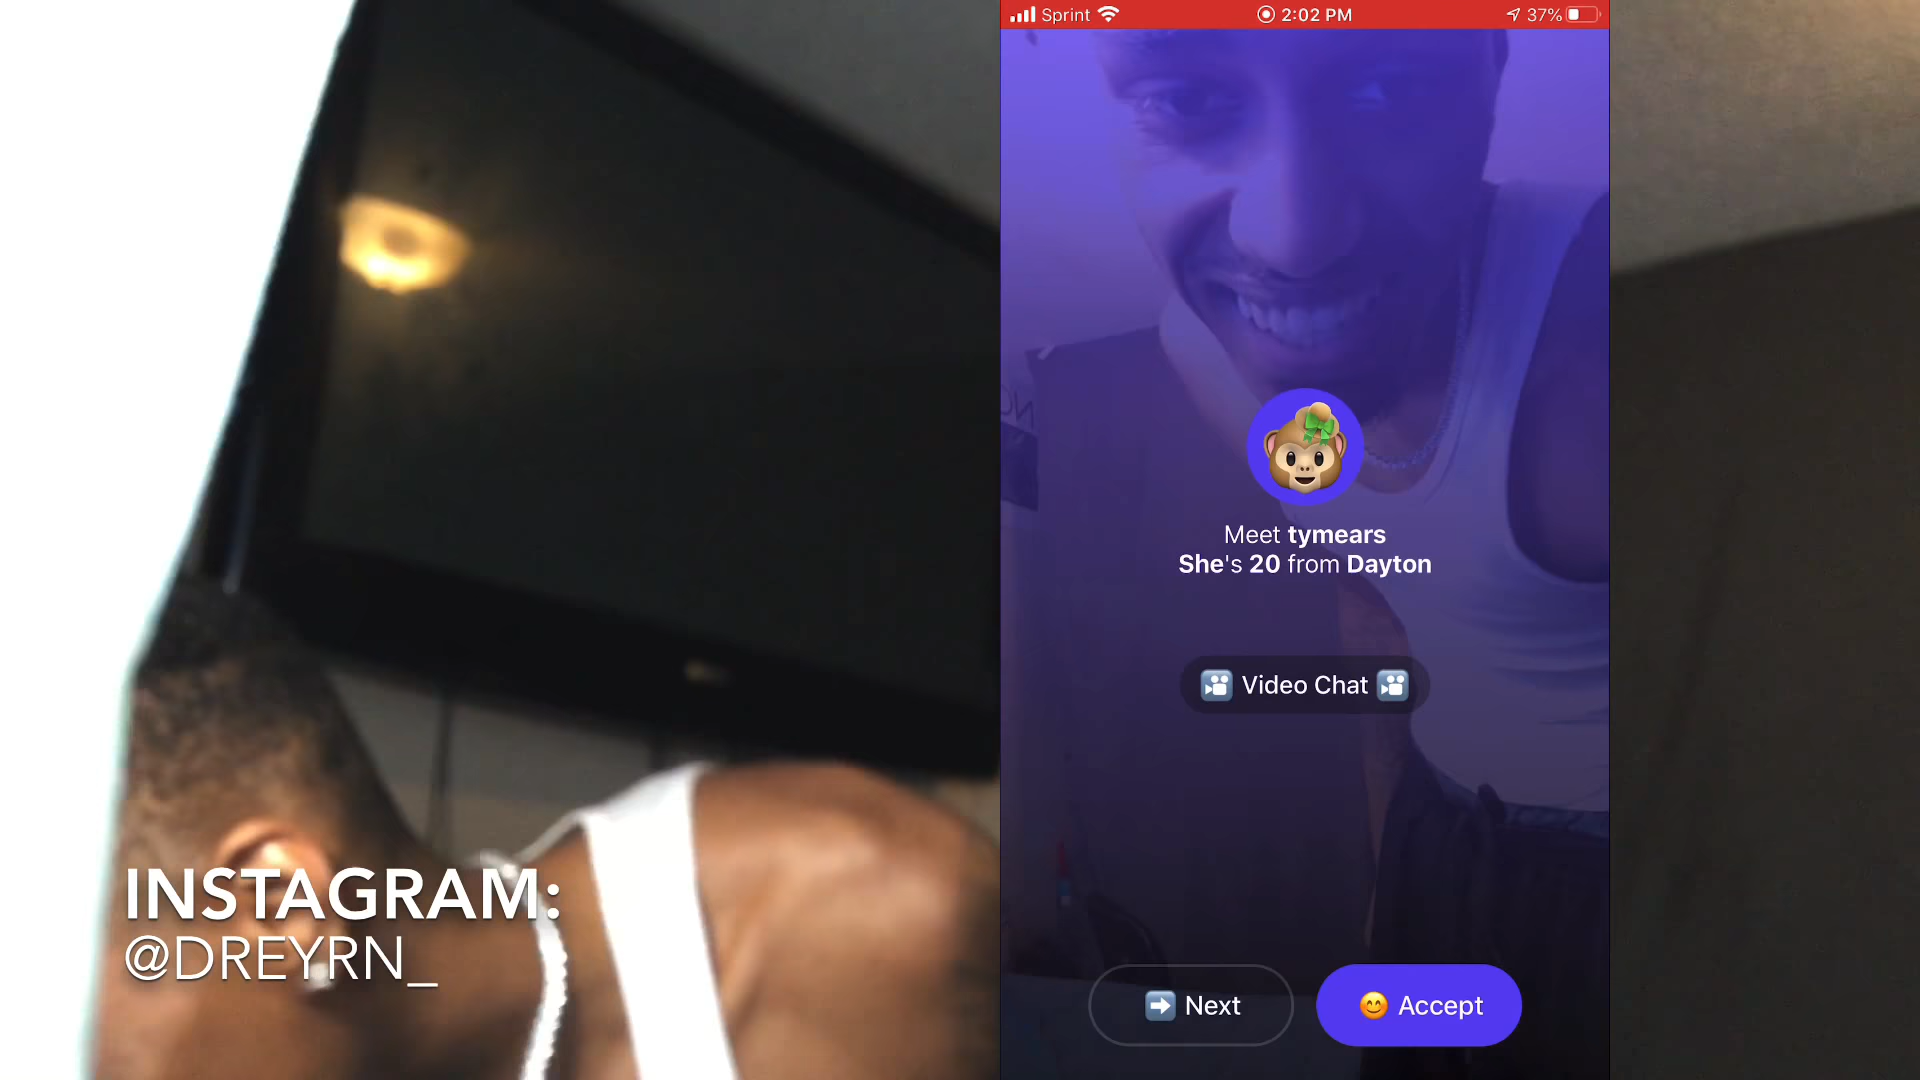 Sprint 2:02 PM 37%
Meet tymears
She's 20 from Dayton
Video Chat
INSTAGRAM:
@DREYRN_
Next Accept